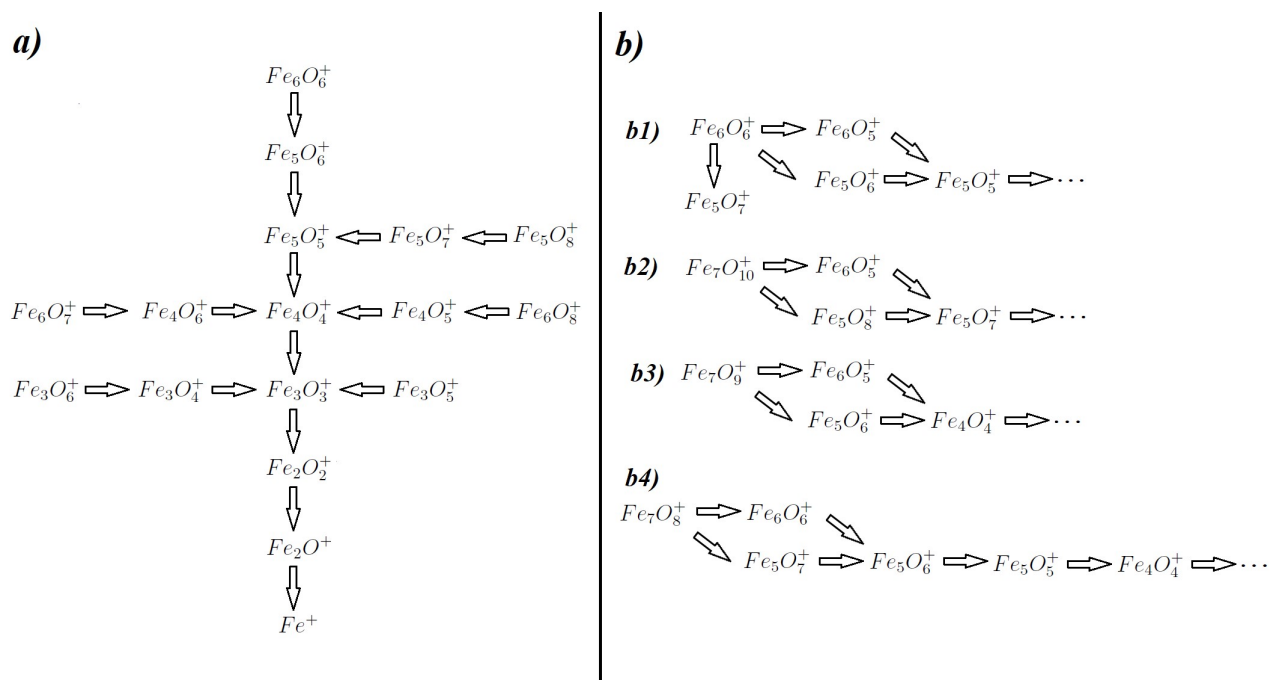 a)
Fe₆O₆⁺
⇓
Fe₅O₆⁺
⇓
Fe₅O₅⁺ ⇐ Fe₅O₇⁺ ⇐ Fe₅O₈⁺
⇓
Fe₆O₇⁺ ⇒ Fe₄O₆⁺ ⇒ Fe₄O₄⁺ ⇐ Fe₄O₅⁺ ⇐ Fe₆O₈⁺
⇓
Fe₃O₆⁺ ⇒ Fe₃O₄⁺ ⇒ Fe₃O₃⁺ ⇐ Fe₃O₅⁺
⇓
Fe₂O₂⁺
⇓
Fe₂O⁺
⇓
Fe⁺
b)
b1) Fe₆O₆⁺ ⇒ Fe₆O₅⁺
Fe₅O₆⁺ ⇒ Fe₅O₅⁺ ⇒ ...
Fe₅O₇⁺
b2) Fe₇O₁₀⁺ ⇒ Fe₆O₅⁺
Fe₅O₈⁺ ⇒ Fe₅O₇⁺ ⇒ ...
b3) Fe₇O₉⁺ ⇒ Fe₆O₅⁺
Fe₅O₆⁺ ⇒ Fe₄O₄⁺ ⇒ ...
b4)
Fe₇O₈⁺ ⇒ Fe₆O₆⁺
Fe₅O₇⁺ ⇒ Fe₅O₆⁺ ⇒ Fe₅O₅⁺ ⇒ Fe₄O₄⁺ ⇒ ...